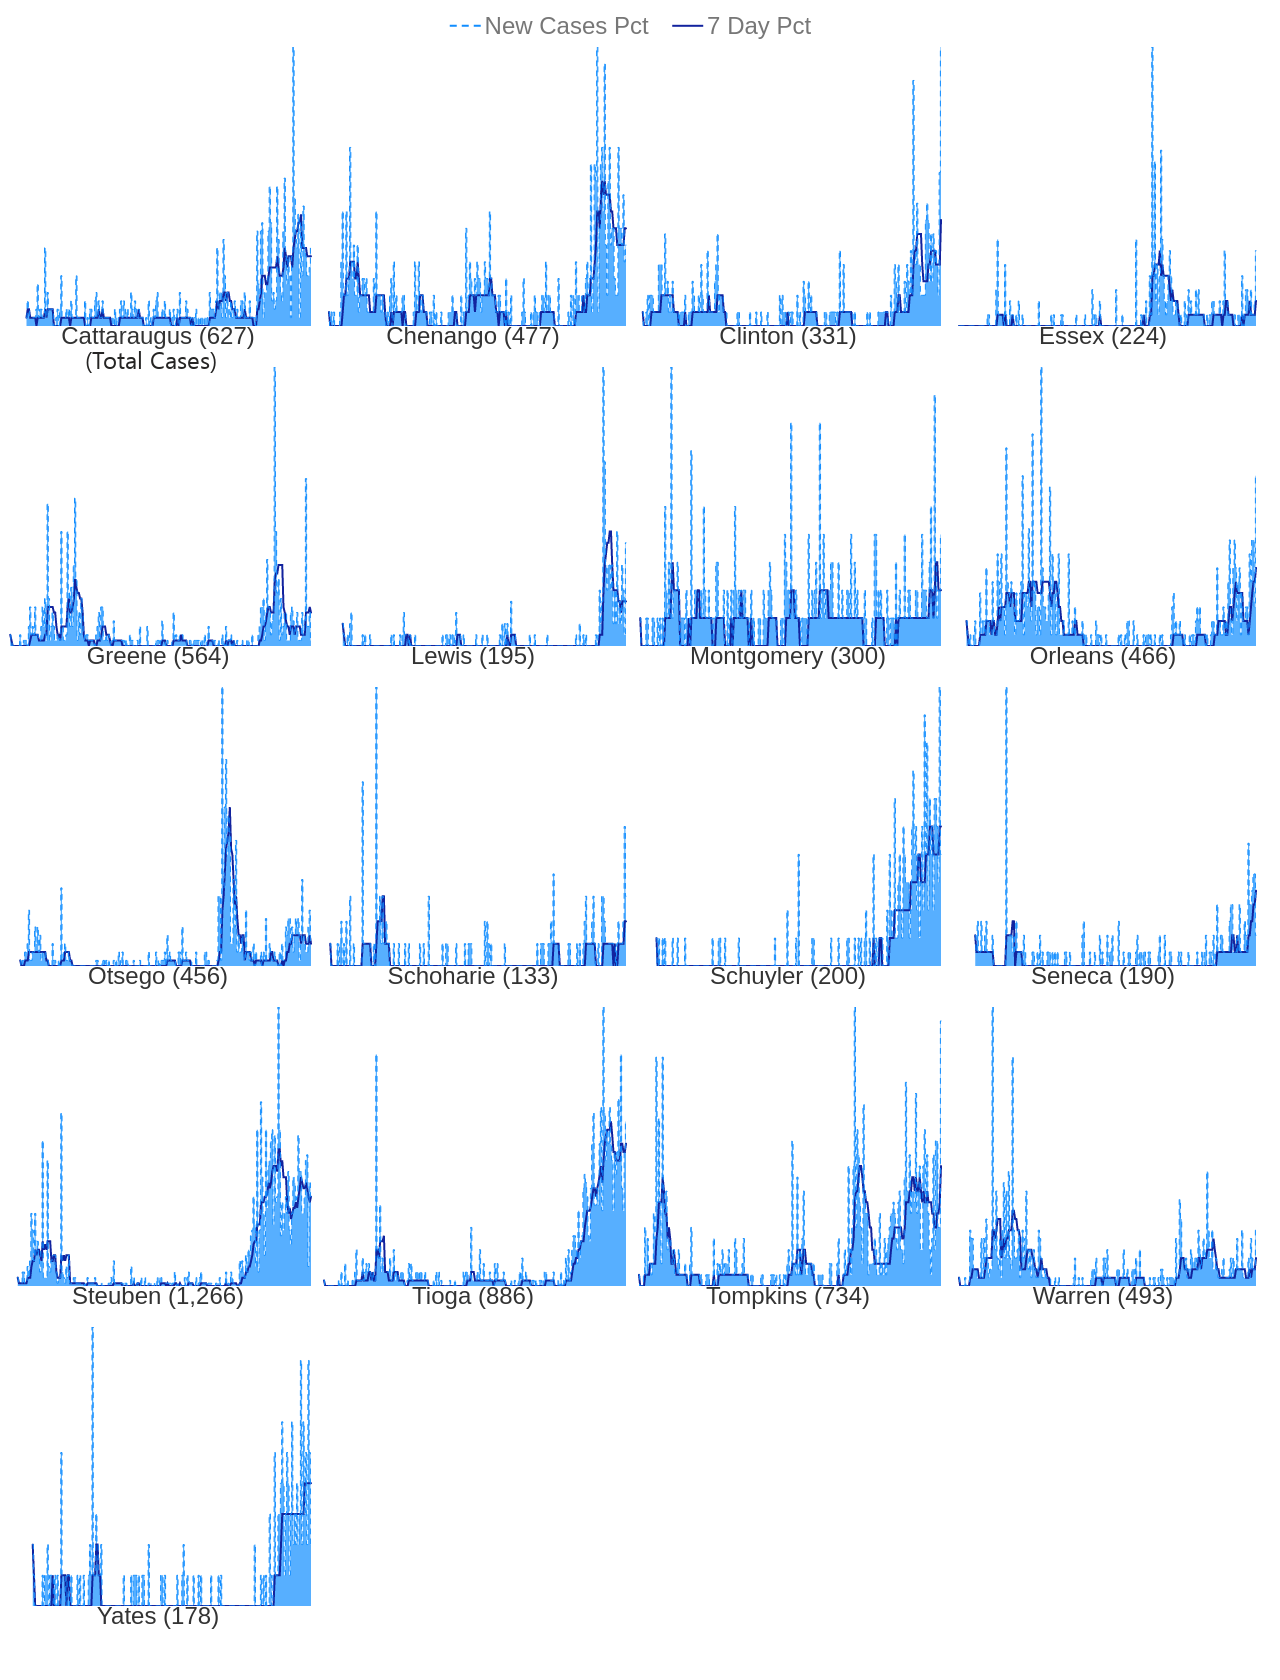 New Cases Pct 7 Day Pct
Cattaraugus (627) Chenango (477) Clinton (331) Essex (224)
(Total Cases)
Greene (564) Lewis (195) Montgomery (300) Orleans (466)
Otsego (456) Schoharie (133) Schuyler (200) Seneca (190)
Steuben (1,266) Tioga (886) Tompkins (734) Warren (493)
Yates (178)